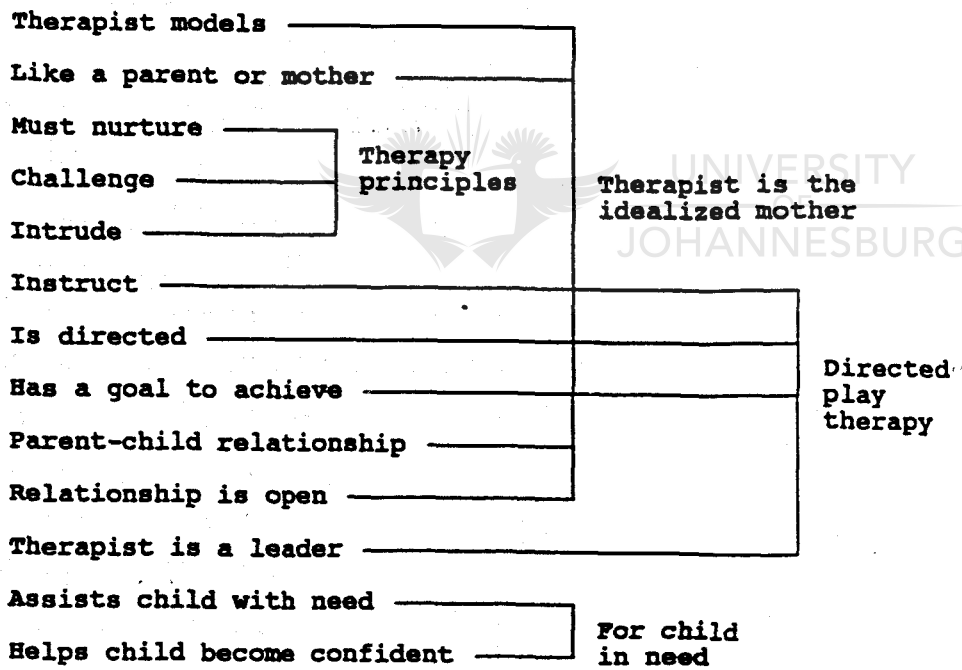 Therapist models
Like a parent or mother
Must nurture
Therapy
principles
Challenge
Intrude
UNIVERSITY
OF
JOHANNESBURG
Therapist is the
idealized mother
Instruct
Is directed
Has a goal to achieve
Directed
play
therapy
Parent-child relationship
Relationship is open
Therapist is a leader
Assists child with need
Helps child become confident
For child
in need